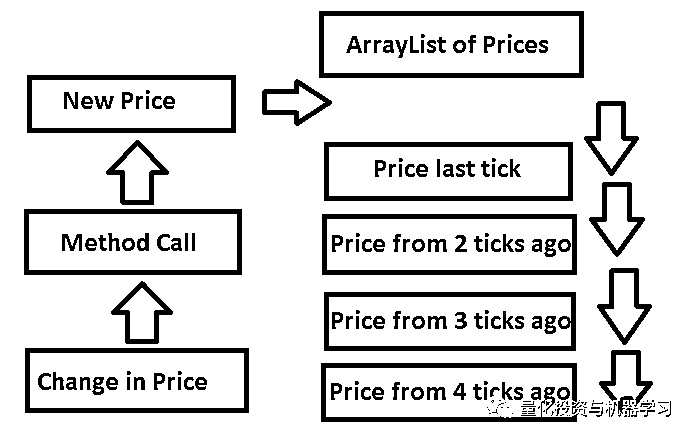 ArrayList of Prices
New Price
Price last tick
Method Call
Price from 2 ticks ago
Price from 3 ticks ago
Change in Price
Price from 4 ticks ago
量化投资与机器学习